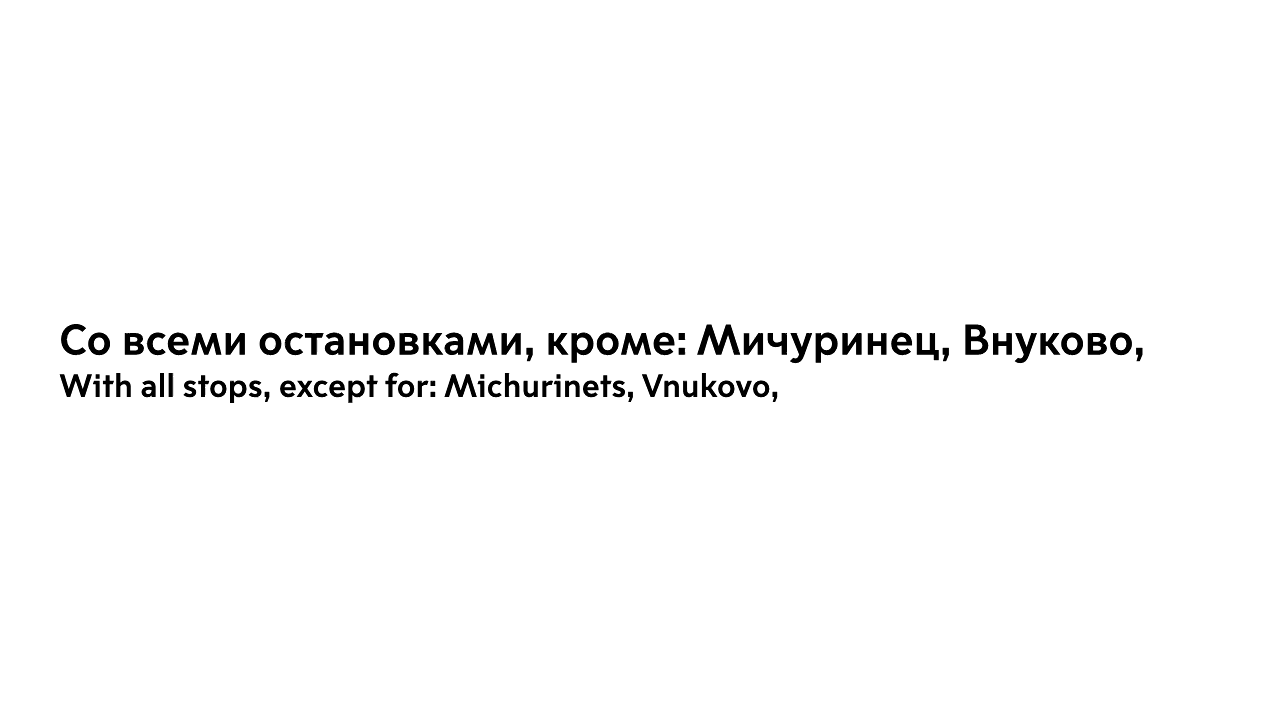 Со всеми остановками, кроме: Мичуринец, Внуково,
With all stops, except for: Michurinets, Vnukovo,